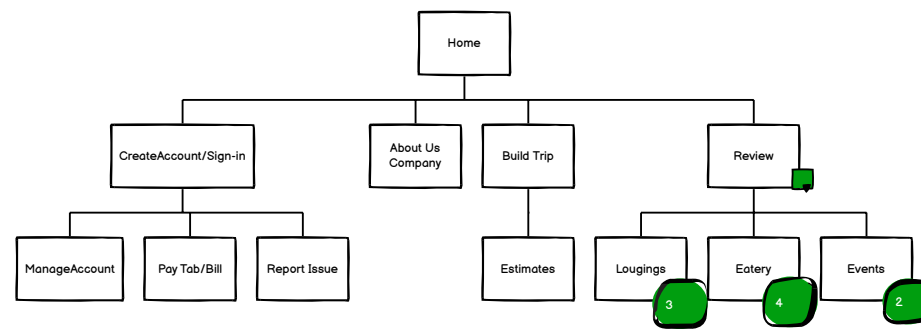 Home
CreateAccount/Sign-in
About Us
Company
Build Trip
Review
ManageAccount
Pay Tab/Bill
Report Issue
Estimates
Lougings
Eatery
Events
3
4
2